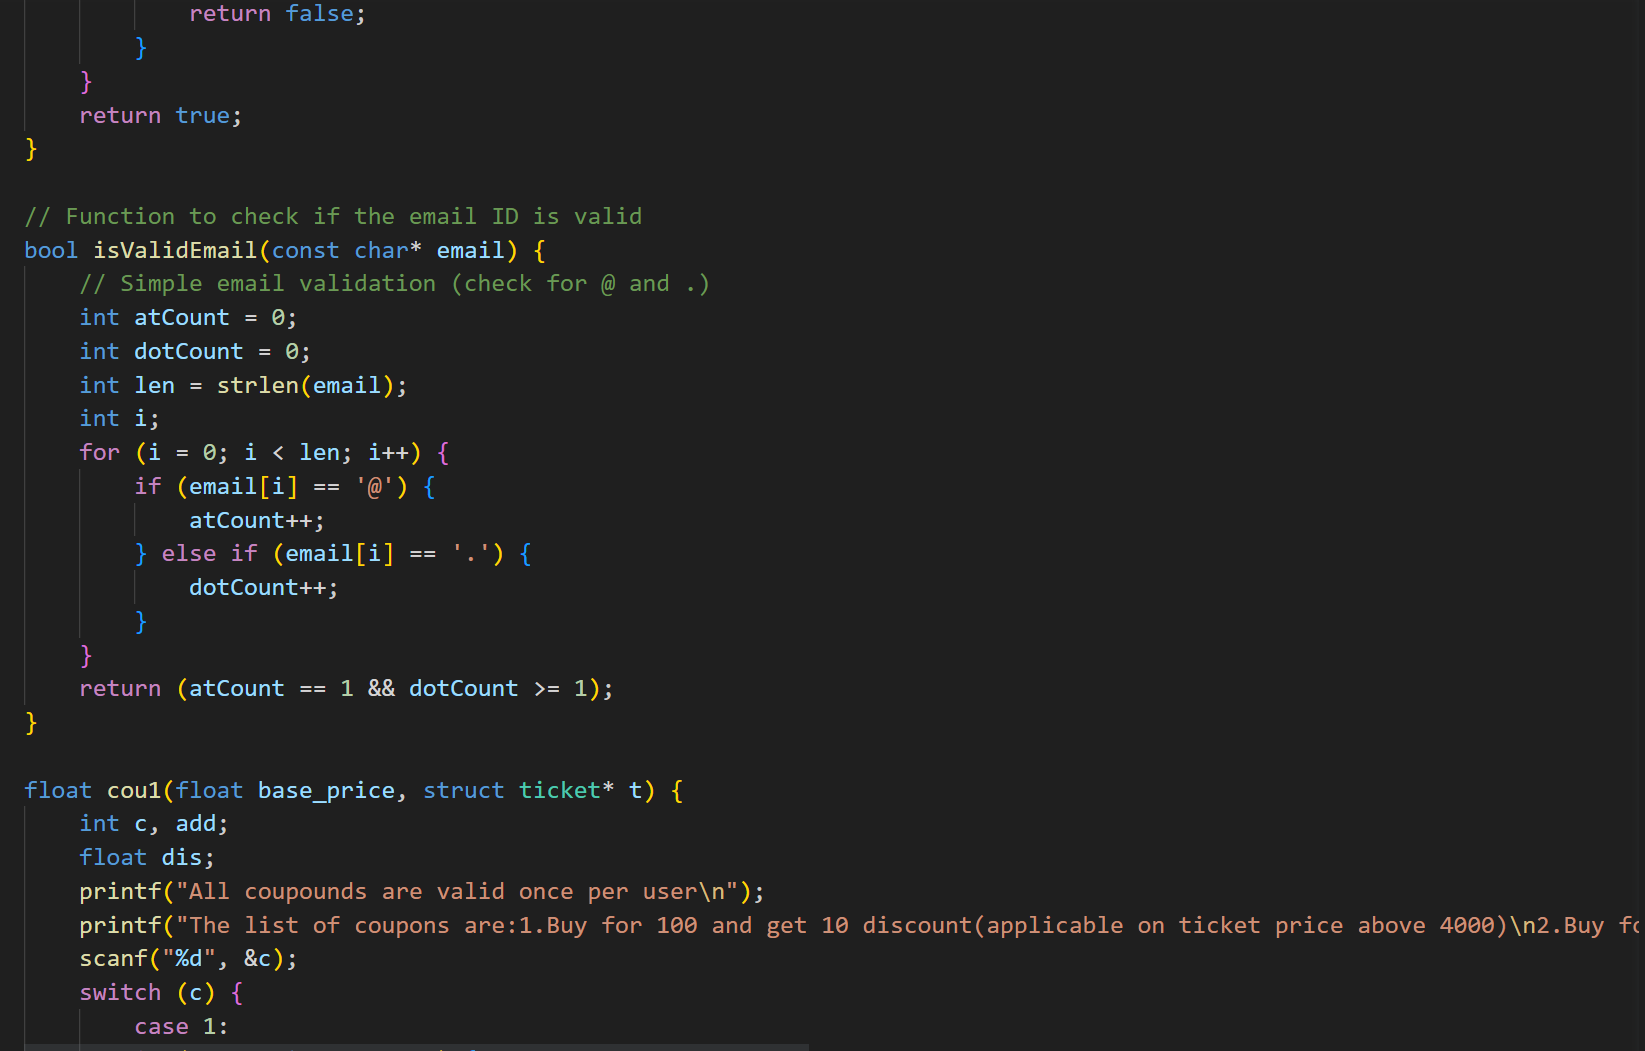 return false;
        }
    }
    return true;
}

// Function to check if the email ID is valid
bool isValidEmail(const char* email) {
    // Simple email validation (check for @ and .)
    int atCount = 0;
    int dotCount = 0;
    int len = strlen(email);
    int i;
    for (i = 0; i < len; i++) {
        if (email[i] == '@') {
            atCount++;
        } else if (email[i] == '.') {
            dotCount++;
        }
    }
    return (atCount == 1 && dotCount >= 1);
}

float cou1(float base_price, struct ticket* t) {
    int c, add;
    float dis;
    printf("All coupounds are valid once per user\n");
    printf("The list of coupons are:1.Buy for 100 and get 10 discount(applicable on ticket price above 4000)\n2.Buy
    scanf("%d", &c);
    switch (c) {
        case 1: